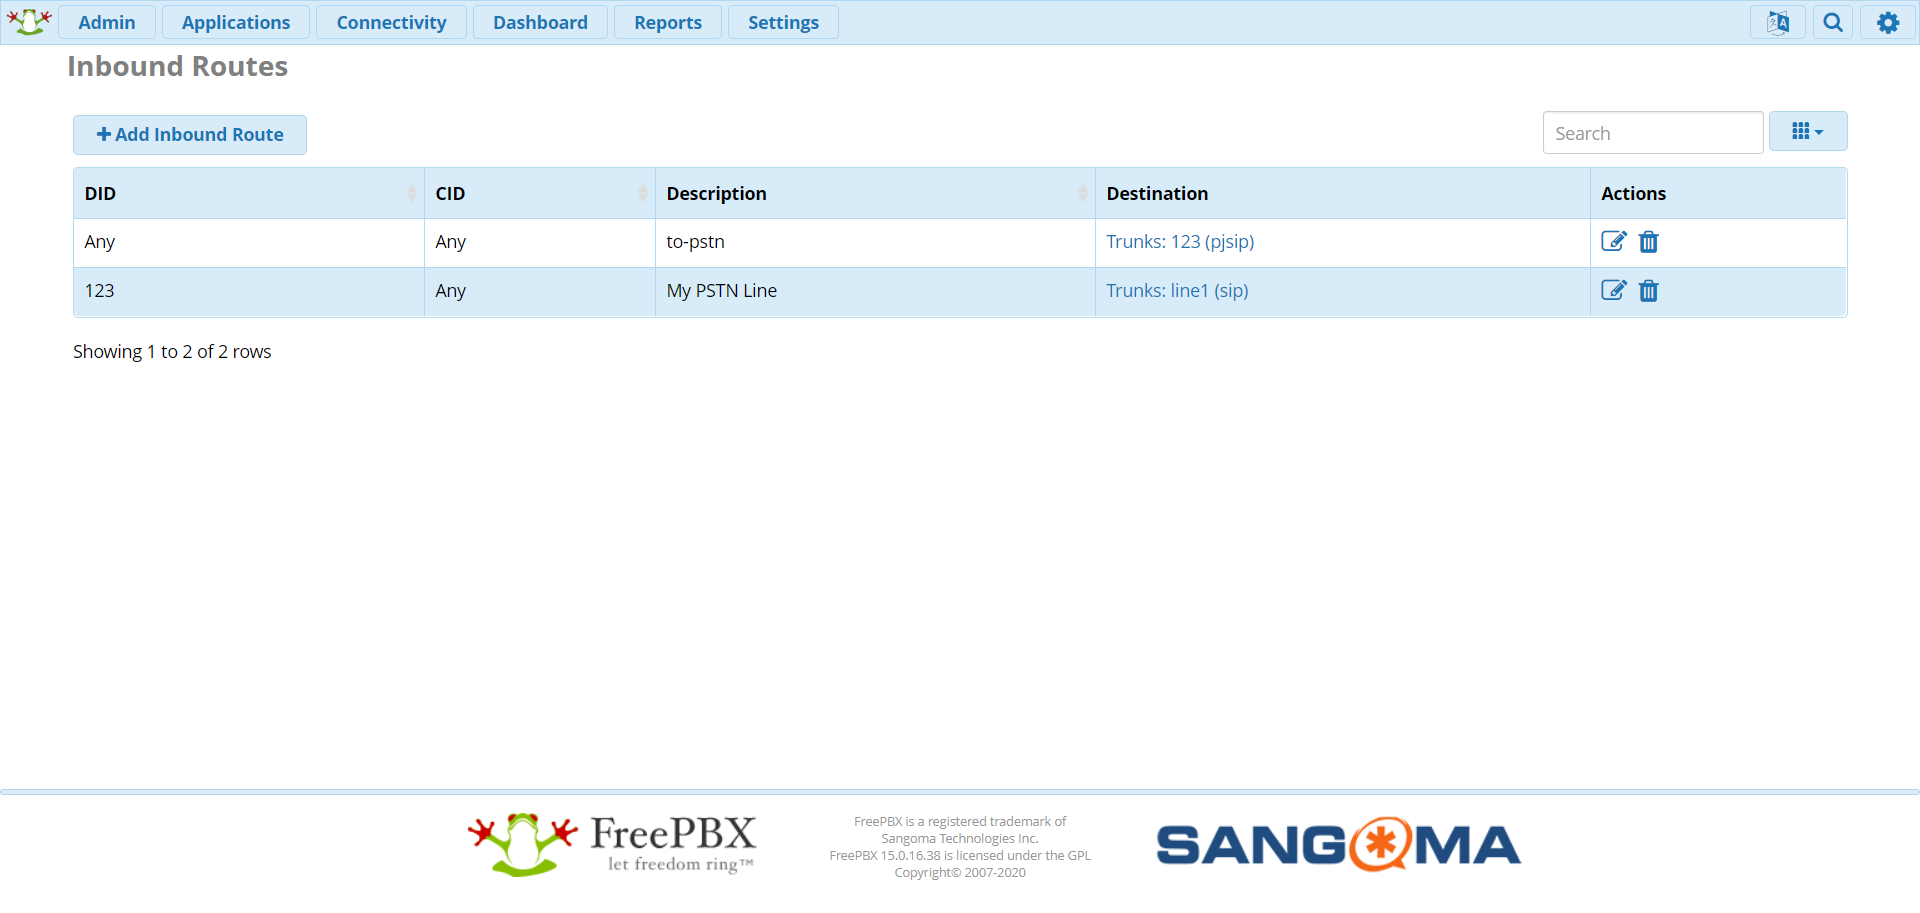 Admin Applications Connectivity Dashboard Reports Settings
Inbound Routes
Add Inbound Route
Search
DID CID Description Destination Actions
Any Any to-pstn Trunks: 123 (pjsip)
123 Any My PSTN Line Trunks: line1 (sip)
Showing 1 to 2 of 2 rows
FreePBX
let freedom ring™
FreePBX is a registered trademark of
Sangoma Technologies Inc.
FreePBX 15.0.16.38 is licensed under the GPL
Copyright© 2007-2020
SANGOMA